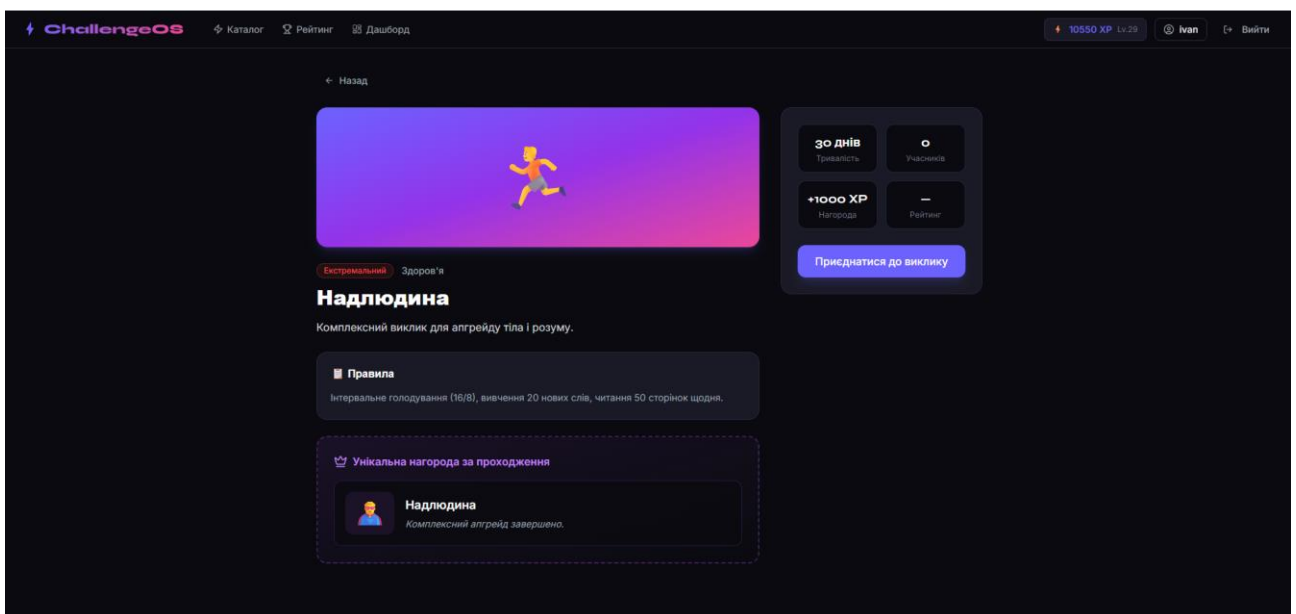 ChallengeOS Каталог Рейтинг Дашборд 10550 XP Lv.29 ivan Вийти
← Назад
30 днів
Тривалість
0
Учасників
+1000 XP
Нагорода
—
Рейтинг
Приєднатися до виклику
Екстремальний Здоров'я
Надлюдина
Комплексний виклик для апгрейду тіла і розуму.
Правила
Інтервальне голодування (16/8), вивчення 20 нових слів, читання 50 сторінок щодня.
Унікальна нагорода за проходження
Надлюдина
Комплексний апгрейд завершено.